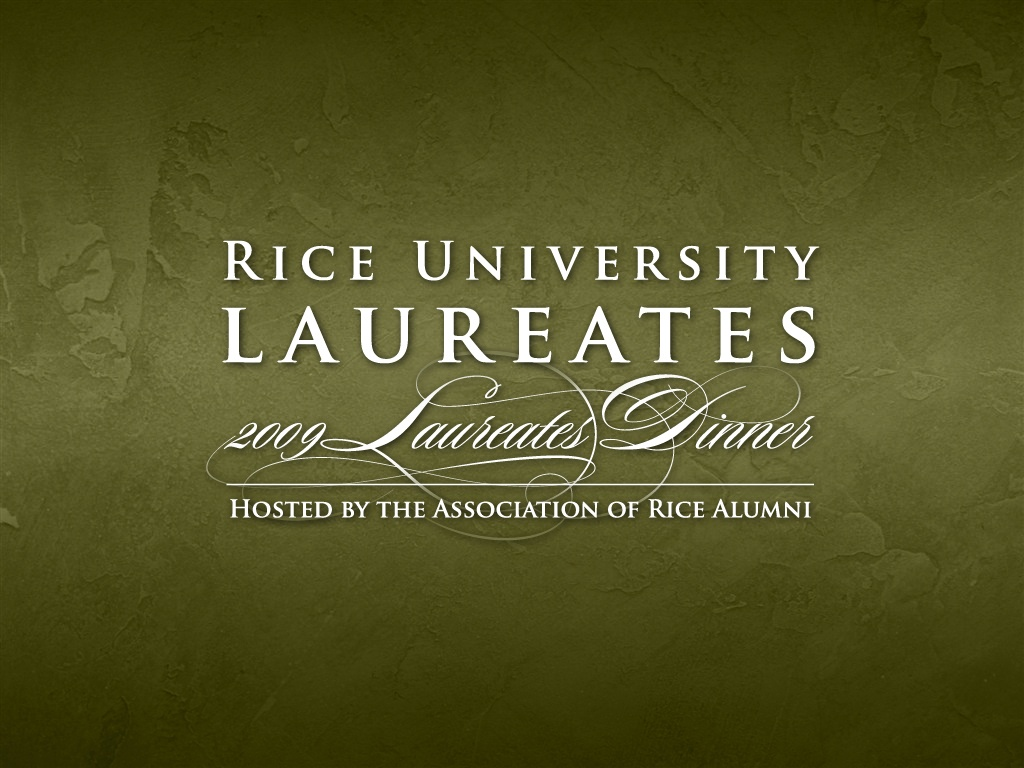 Rice University
LAUREATES
2009 Laureates Dinner
Hosted by the Association of Rice Alumni